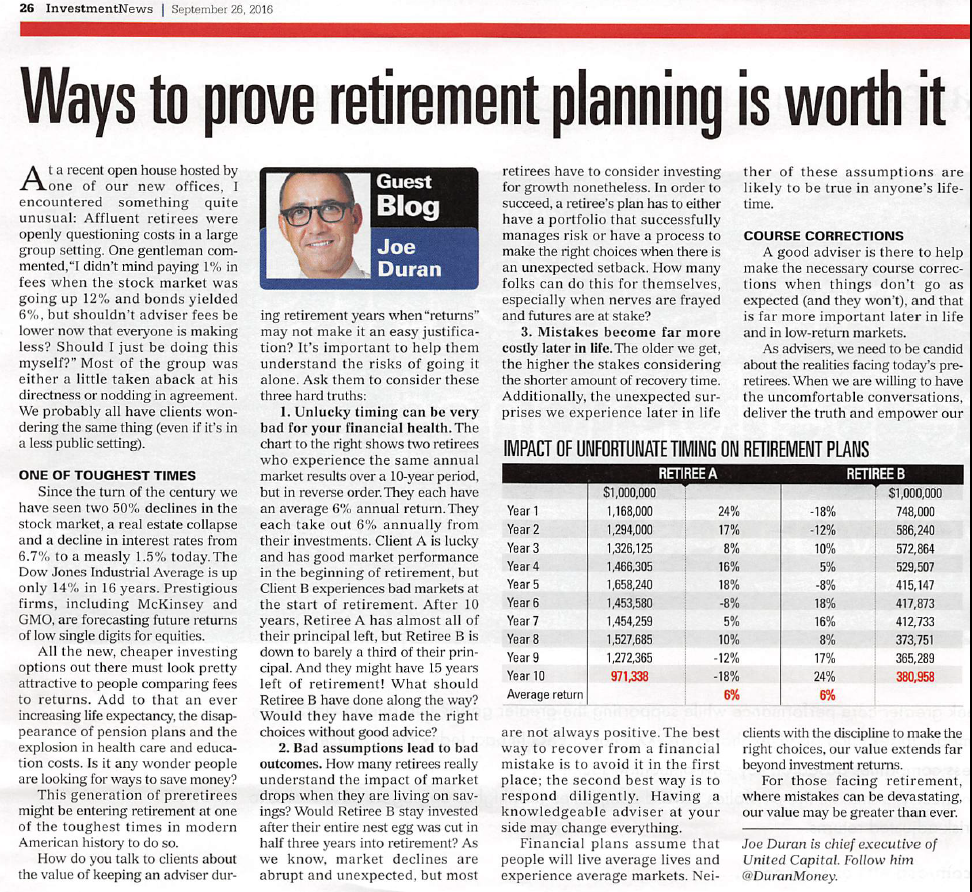 26 InvestmentNews | September 26, 2016
Ways to prove retirement planning is worth it
At a recent open house hosted by
one of our new offices, I
encountered something quite
unusual: Affluent retirees were
openly questioning costs in a large
group setting. One gentleman com-
mented, "I didn't mind paying 1% in
fees when the stock market was
going up 12% and bonds yielded
6%, but shouldn't adviser fees be
lower now that everyone is making
less? Should I just be doing this
myself?" Most of the group was
either a little taken aback at his
directness or nodding in agreement.
We probably all have clients won-
dering the same thing (even if it's in
a less public setting).
ONE OF TOUGHEST TIMES
Since the turn of the century we
have seen two 50% declines in the
stock market, a real estate collapse
and a decline in interest rates from
6.7% to a measly 1.5% today. The
Dow Jones Industrial Average is up
only 14% in 16 years. Prestigious
firms, including McKinsey and
GMO, are forecasting future returns
of low single digits for equities.
All the new, cheaper investing
options out there must look pretty
attractive to people comparing fees
to returns. Add to that an ever
increasing life expectancy, the disap-
pearance of pension plans and the
explosion in health care and educa-
tion costs. Is it any wonder people
are looking for ways to save money?
This generation of preretirees
might be entering retirement at one
of the toughest times in modern
American history to do so.
How do you talk to clients about
the value of keeping an adviser dur-
Guest
Blog
Joe
Duran
ing retirement years when "returns"
may not make it an easy justifica-
tion? It's important to help them
understand the risks of going it
alone. Ask them to consider these
three hard truths:
1. Unlucky timing can be very
bad for your financial health. The
chart to the right shows two retirees
who experience the same annual
market results over a 10-year period,
but in reverse order. They each have
an average 6% annual return. They
each take out 6% annually from
their investments. Client A is lucky
and has good market performance
in the beginning of retirement, but
Client B experiences bad markets at
the start of retirement. After 10
years, Retiree A has almost all of
their principal left, but Retiree B is
down to barely a third of their prin-
cipal. And they might have 15 years
left of retirement! What should
Retiree B have done along the way?
Would they have made the right
choices without good advice?
2. Bad assumptions lead to bad
outcomes. How many retirees really
understand the impact of market
drops when they are living on sav-
ings? Would Retiree B stay invested
after their entire nest egg was cut in
half three years into retirement? As
we know, market declines are
abrupt and unexpected, but most
retirees have to consider investing
for growth nonetheless. In order to
succeed, a retiree's plan has to either
have a portfolio that successfully
manages risk or have a process to
make the right choices when there is
an unexpected setback. How many
folks can do this for themselves,
especially when nerves are frayed
and futures are at stake?
3. Mistakes become far more
costly later in life. The older we get,
the higher the stakes considering
the shorter amount of recovery time.
Additionally, the unexpected sur-
prises we experience later in life
IMPACT OF UNFORTUNATE TIMING ON RETIREMENT PLANS
RETIREE A RETIREE B
$1,000,000 $1,000,000
Year 1 1,168,000 24% -18% 748,000
Year 2 1,294,000 17% -12% 586,240
Year 3 1,326,125 8% 10% 572,864
Year 4 1,466,305 16% 5% 529,507
Year 5 1,658,240 18% -8% 415,147
Year 6 1,453,580 -8% 18% 417,873
Year 7 1,454,259 5% 16% 412,733
Year 8 1,527,685 10% 8% 373,751
Year 9 1,272,365 -12% 17% 365,289
Year 10 971,338 -18% 24% 380,958
Average return 6% 6%
are not always positive. The best
way to recover from a financial
mistake is to avoid it in the first
place; the second best way is to
respond diligently. Having a
knowledgeable adviser at your
side may change everything.
Financial plans assume that
people will live average lives and
experience average markets. Nei-
ther of these assumptions are
likely to be true in anyone's life-
time.
COURSE CORRECTIONS
A good adviser is there to help
make the necessary course correc-
tions when things don't go as
expected (and they won't), and that
is far more important later in life
and in low-return markets.
As advisers, we need to be candid
about the realities facing today's pre-
retirees. When we are willing to have
the uncomfortable conversations,
deliver the truth and empower our
clients with the discipline to make the
right choices, our value extends far
beyond investment returns.
For those facing retirement,
where mistakes can be devastating,
our value may be greater than ever.
Joe Duran is chief executive of
United Capital. Follow him
@DuranMoney.